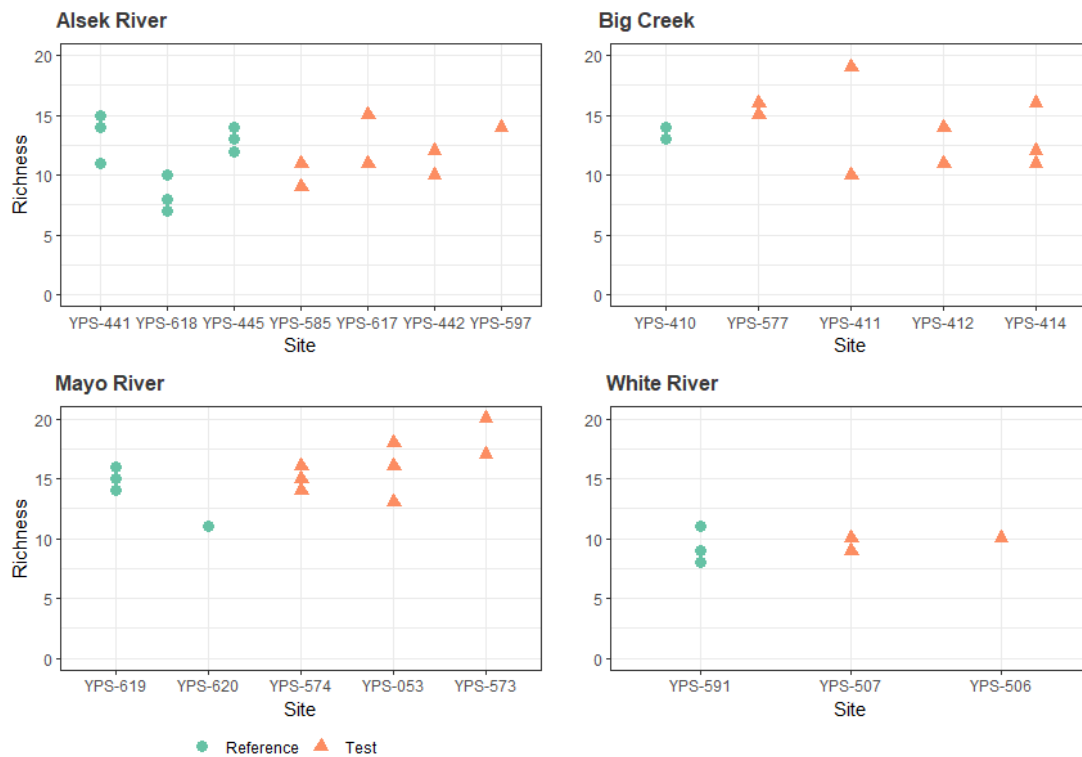 Alsek River
Richness
20
15
10
5
0
YPS-441 YPS-618 YPS-445 YPS-585 YPS-617 YPS-442 YPS-597
Site
Big Creek
20
15
10
5
0
YPS-410 YPS-577 YPS-411 YPS-412 YPS-414
Site
Mayo River
Richness
20
15
10
5
0
YPS-619 YPS-620 YPS-574 YPS-053 YPS-573
Site
White River
20
15
10
5
0
YPS-591 YPS-507 YPS-506
Site
Reference Test